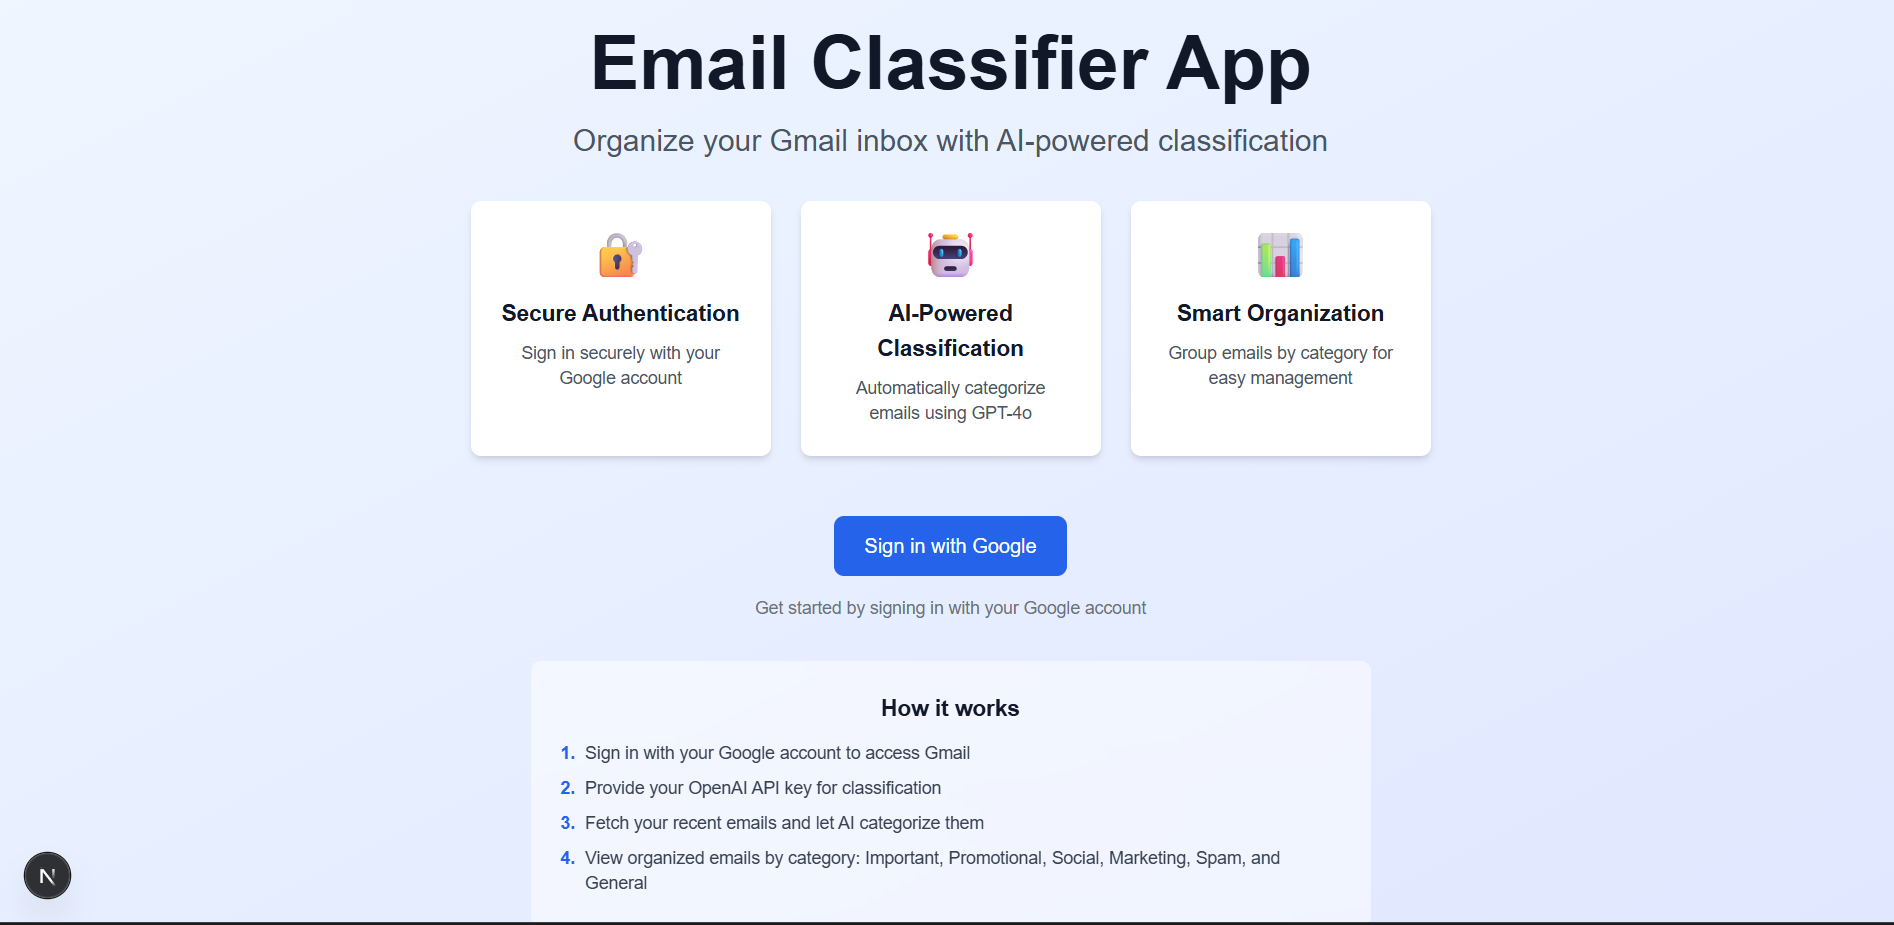 Email Classifier App
Organize your Gmail inbox with AI-powered classification
Secure Authentication
Sign in securely with your
Google account
AI-Powered
Classification
Automatically categorize
emails using GPT-4o
Smart Organization
Group emails by category for
easy management
Sign in with Google
Get started by signing in with your Google account
How it works
1. Sign in with your Google account to access Gmail
2. Provide your OpenAI API key for classification
3. Fetch your recent emails and let AI categorize them
4. View organized emails by category: Important, Promotional, Social, Marketing, Spam, and
General
N